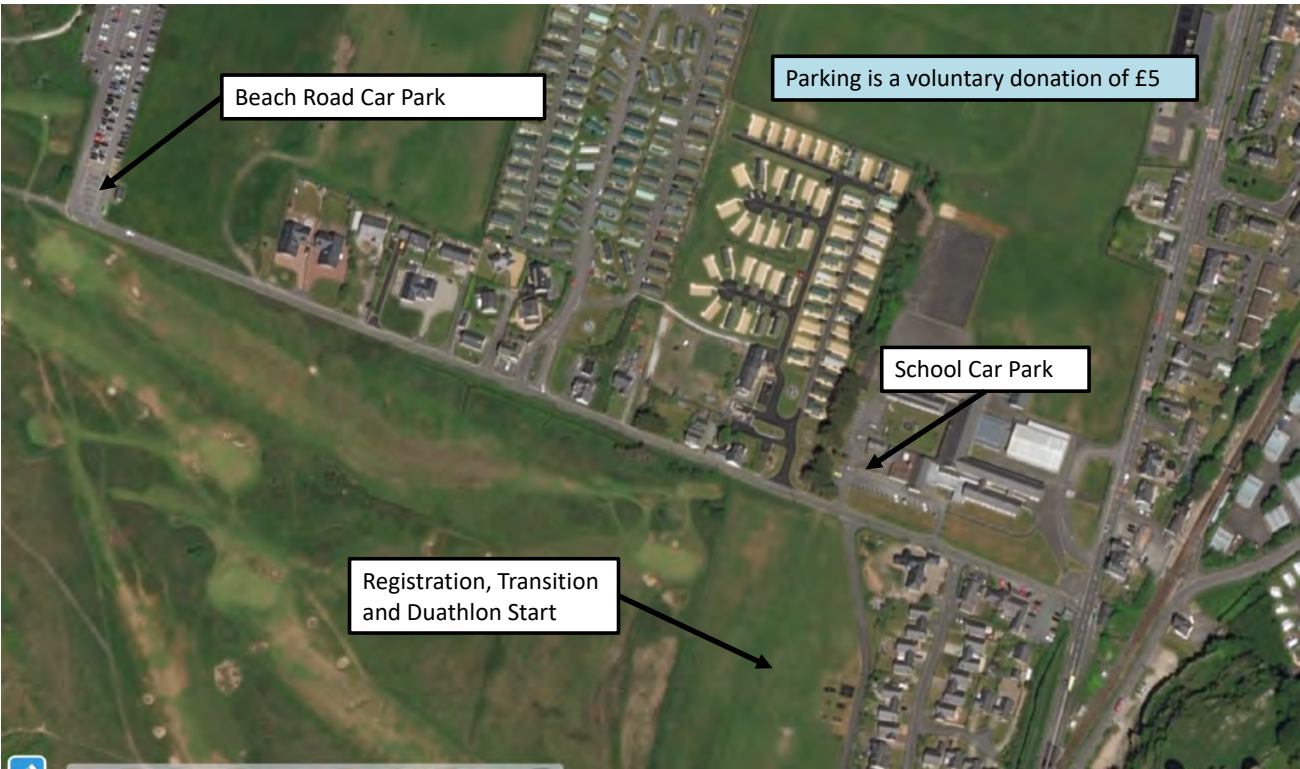 Parking is a voluntary donation of £5
Beach Road Car Park
School Car Park
Registration, Transition
and Duathlon Start